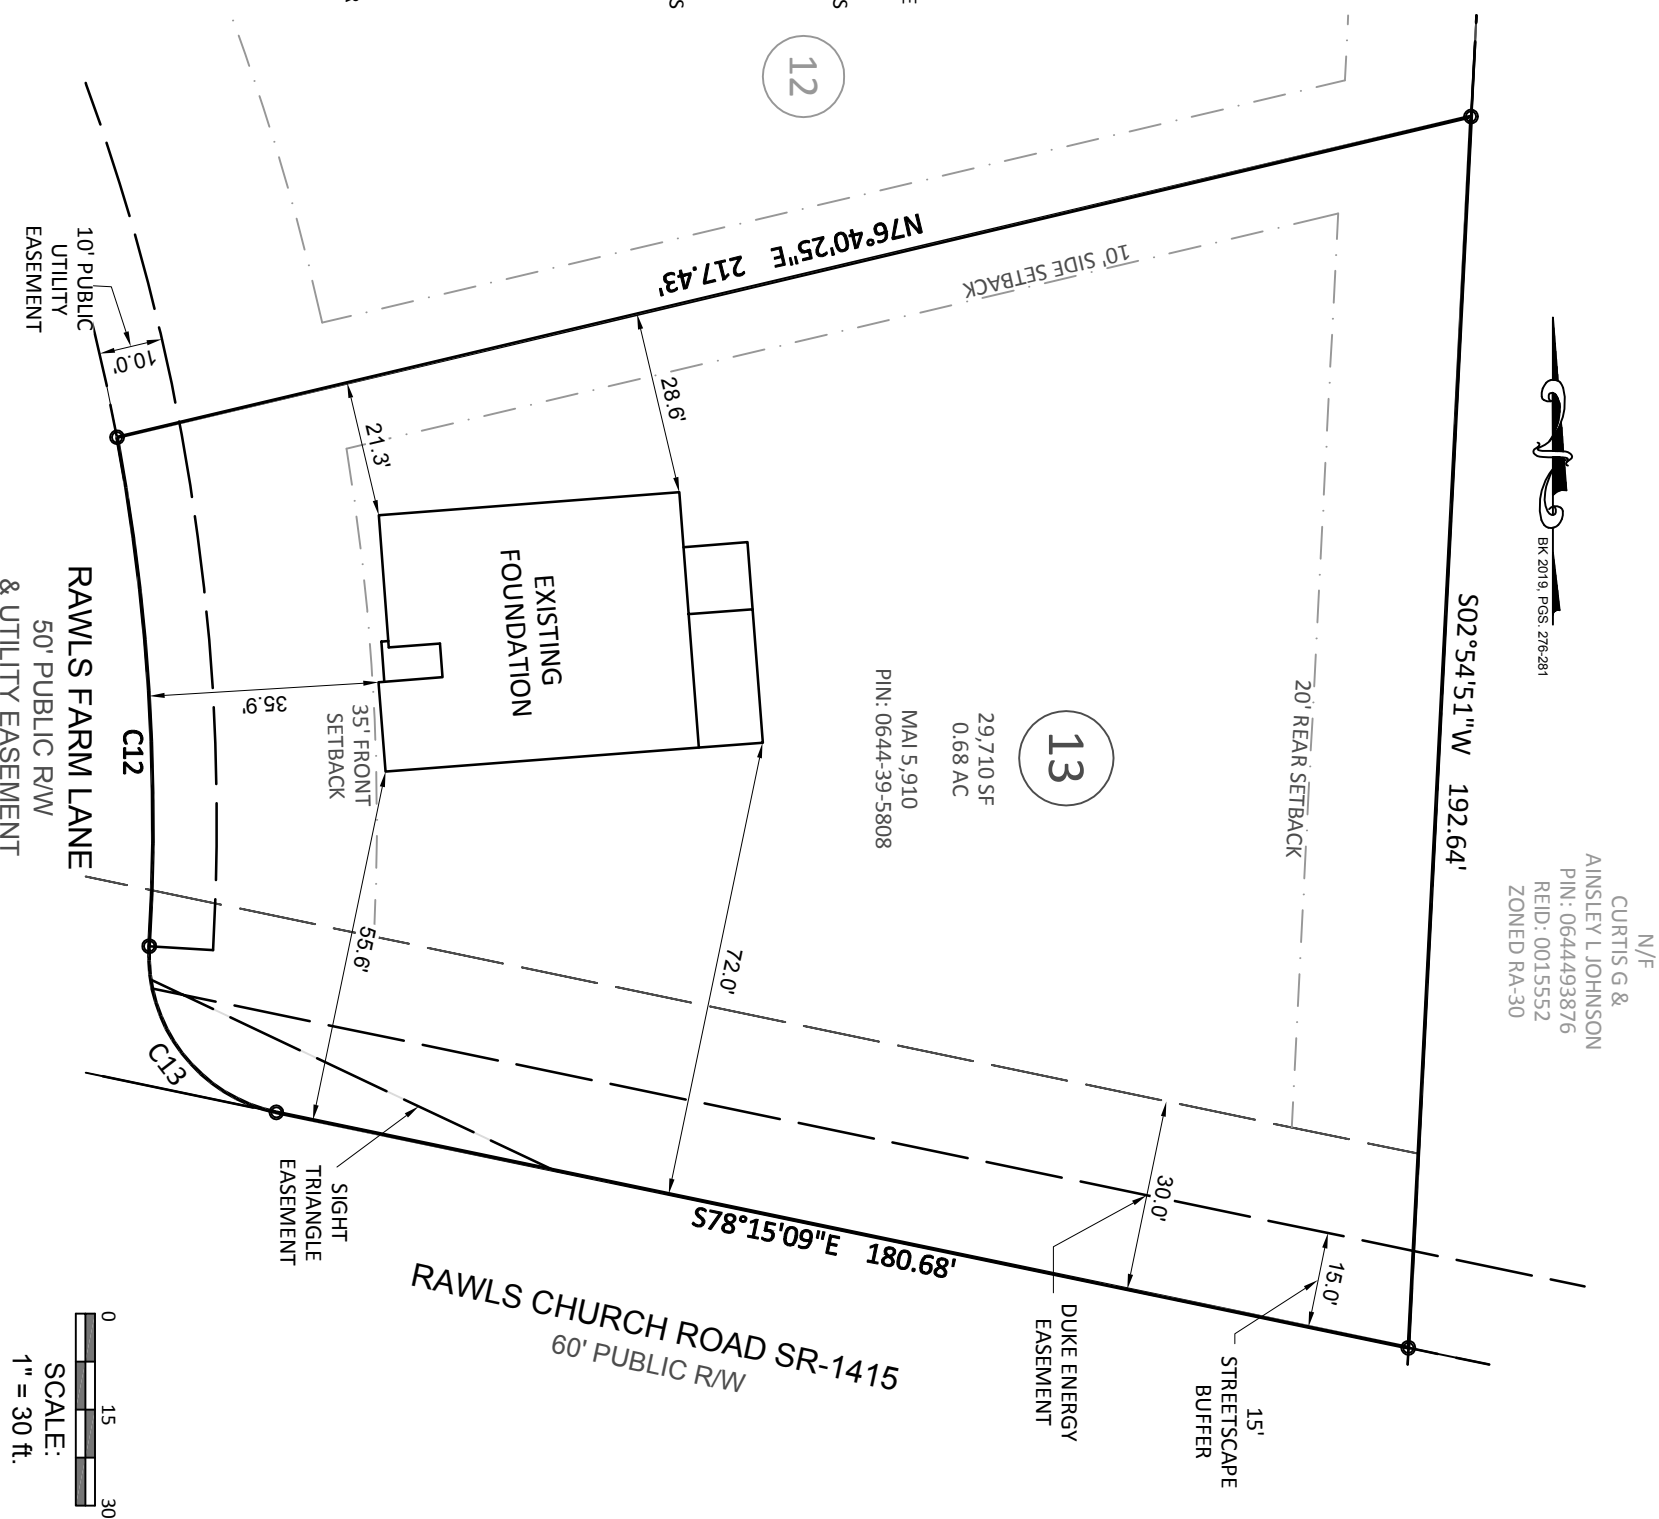 12
N76°40'25"E 217.43'
10' SIDE SETBACK
BK 2019, PGS. 276-281
S02°54'51"W 192.64'
N/F
CURTIS G &
AINSLEY L JOHNSON
PIN: 0644493876
REID: 0015552
ZONED RA-30
20' REAR SETBACK
13
29,710 SF
0.68 AC
MAI 5,910
PIN: 0644-39-5808
EXISTING
FOUNDATION
28.6'
21.3'
10' PUBLIC
UTILITY
EASEMENT
10.0'
35.9'
35' FRONT
SETBACK
55.6'
72.0'
C12
RAWLS FARM LANE
50' PUBLIC R/W
& UTILITY EASEMENT
C13
SIGHT
TRIANGLE
EASEMENT
S78°15'09"E 180.68'
RAWLS CHURCH ROAD SR-1415
60' PUBLIC R/W
30.0'
DUKE ENERGY
EASEMENT
15.0'
15'
STREETSCAPE
BUFFER
0 15 30
SCALE:
1" = 30 ft.